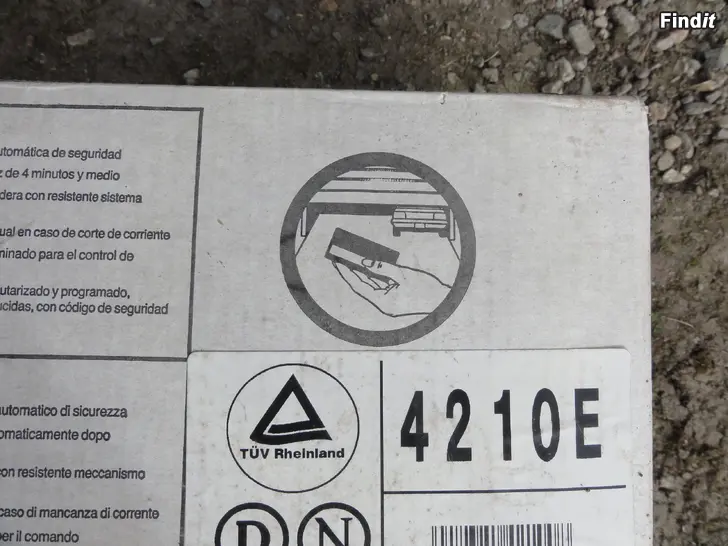 Findit
utomática de seguridad
de 4 minutos y medio
dera con resistente sistema
ual en caso de corte de corriente
minado para el control de
utarizado y programado,
ucidas, con código de seguridad
utomatico di sicurezza
omaticamente dopo
con resistente meccanismo
caso di mancanza di corrente
per il comando
TÜV Rheinland
4210E
D N